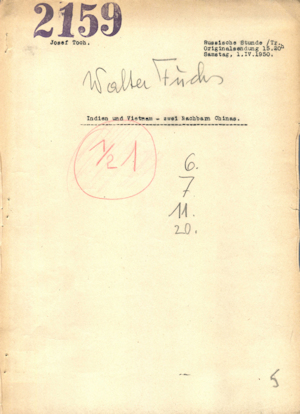 2159
Josef Toch.
Russische Stunde /Tr.
Originalsendung 15.20h
Samstag, 1.IV.1950.
Walter Fuchs
Indien und Vietnam - zwei Nachbarn Chinas.
1/21
6.
7
11.
20.
5